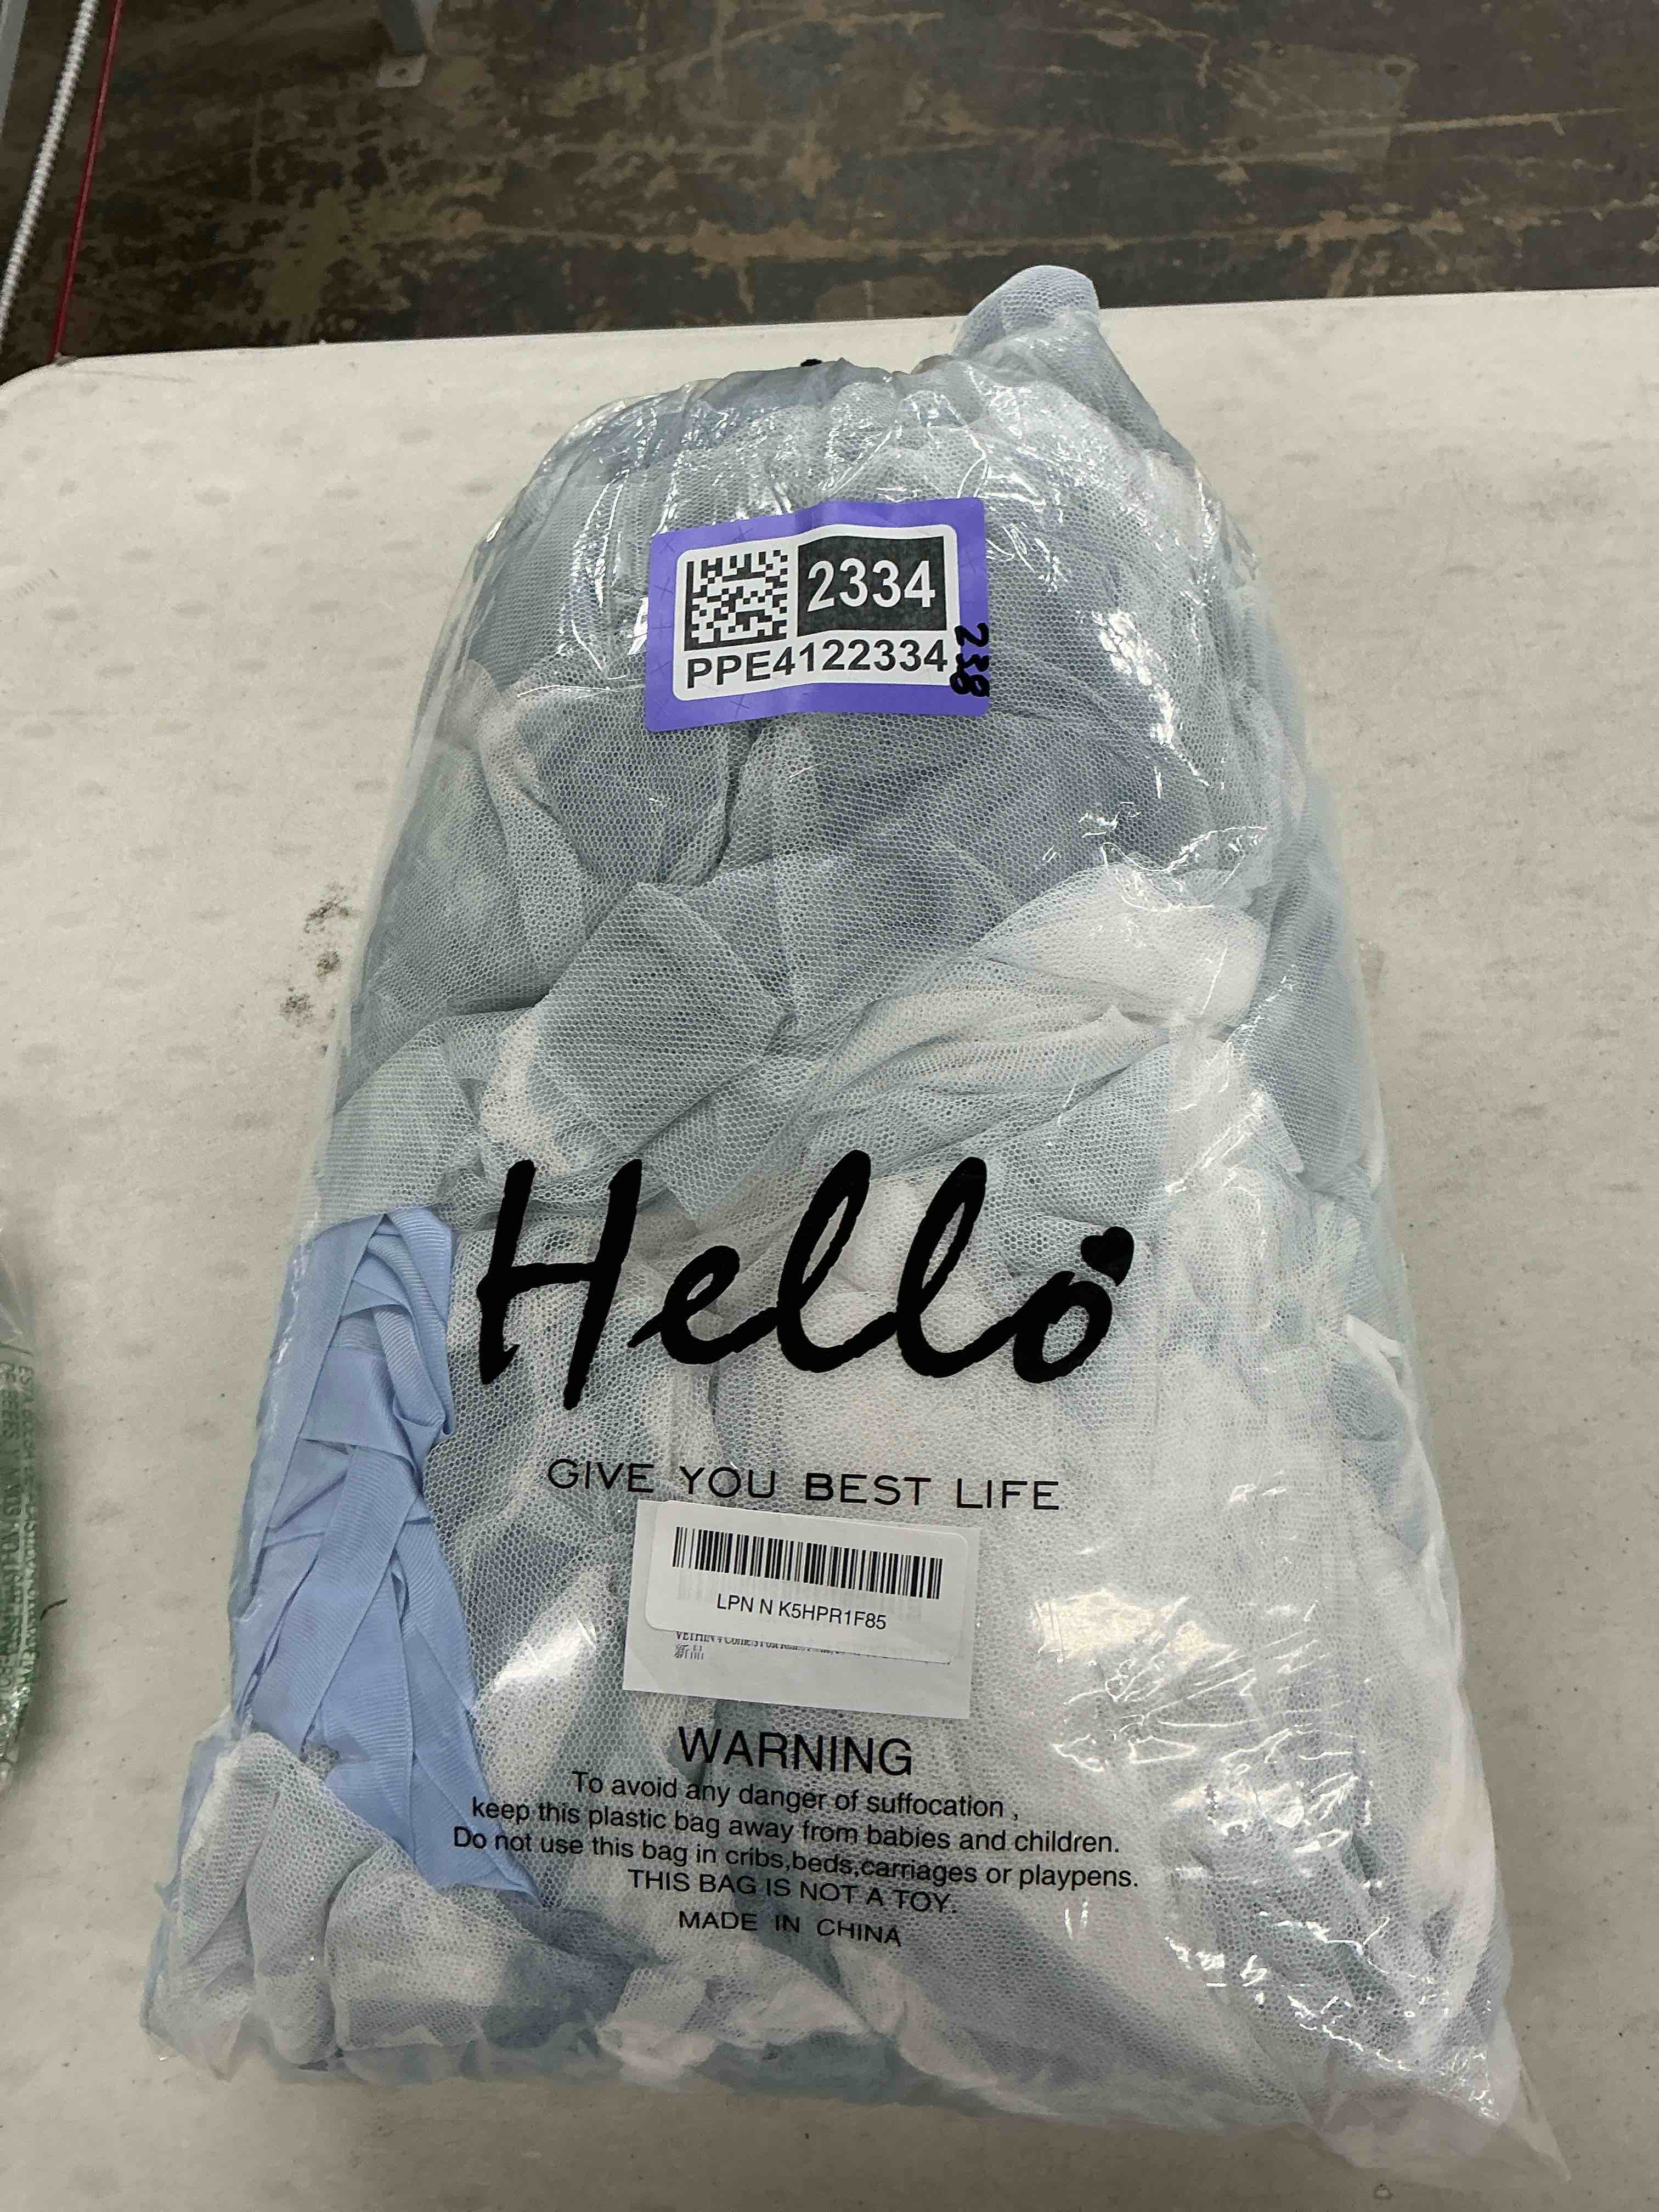 2334
PPE4122334
238
Hello
GIVE YOU BEST LIFE
LPN N K5HPR1F85
新品
WARNING
To avoid any danger of suffocation ,
keep this plastic bag away from babies and children.
Do not use this bag in cribs,beds,carriages or playpens.
THIS BAG IS NOT A TOY.
MADE IN CHINA